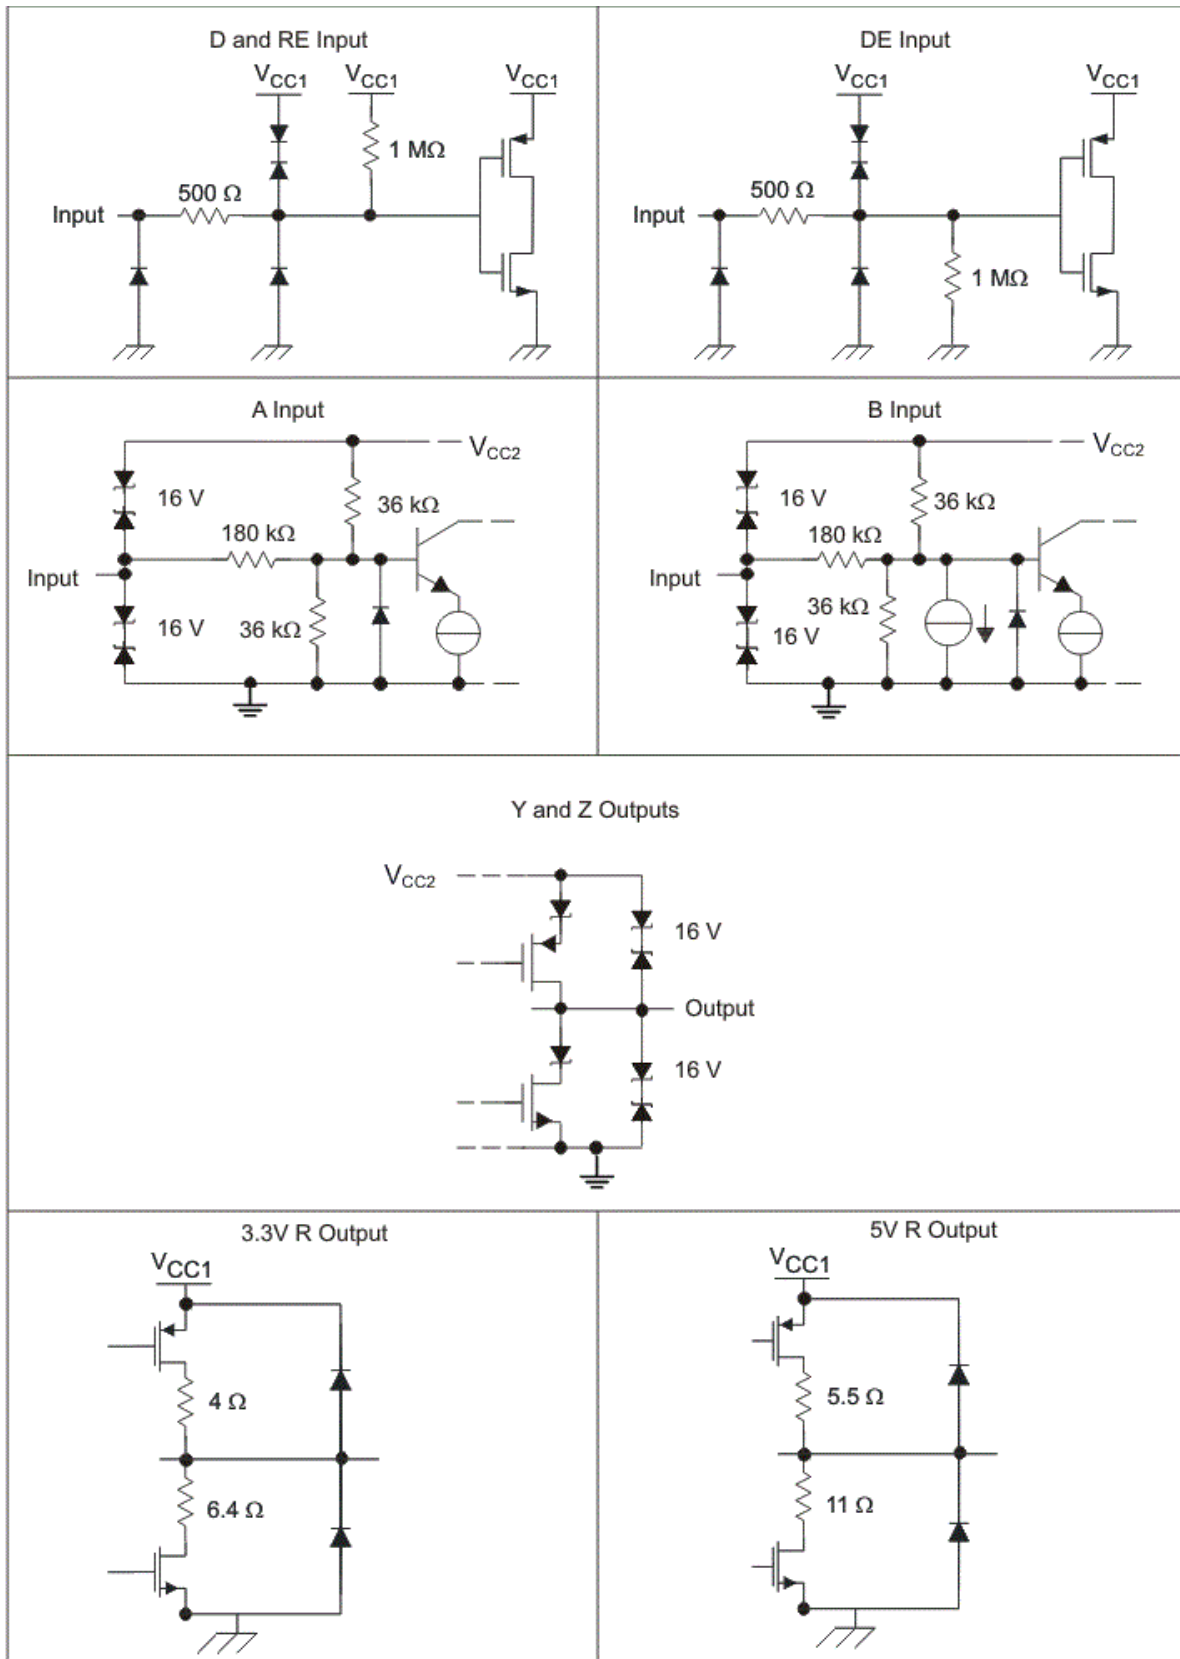 D and RE Input
DE Input
VCC1 VCC1 VCC1
VCC1 VCC1
1 MΩ
500 Ω
500 Ω
Input
Input
1 MΩ
A Input
B Input
VCC2
VCC2
16 V
36 kΩ
16 V
36 kΩ
180 kΩ
180 kΩ
Input
Input
16 V
36 kΩ
36 kΩ
16 V
Y and Z Outputs
VCC2
16 V
Output
16 V
3.3V R Output
5V R Output
VCC1
VCC1
4 Ω
5.5 Ω
6.4 Ω
11 Ω